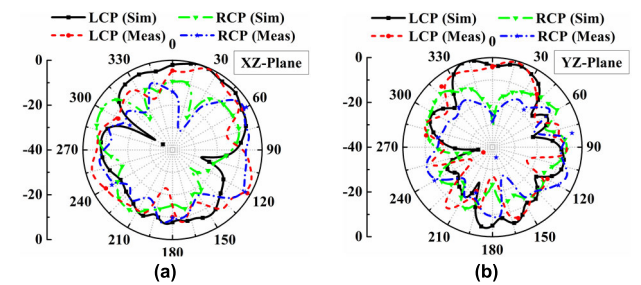 LCP (Sim) RCP (Sim) LCP (Sim) RCP (Sim)
LCP (Meas) RCP (Meas) LCP (Meas) RCP (Meas)
XZ-Plane YZ-Plane
0 0 0 0
330 30 330 30
-20 300 60 -20 300 60
-40 270 90 -40 270 90
-20 240 120 -20 240 120
210 150 210 150
0 180 0 180
(a) (b)